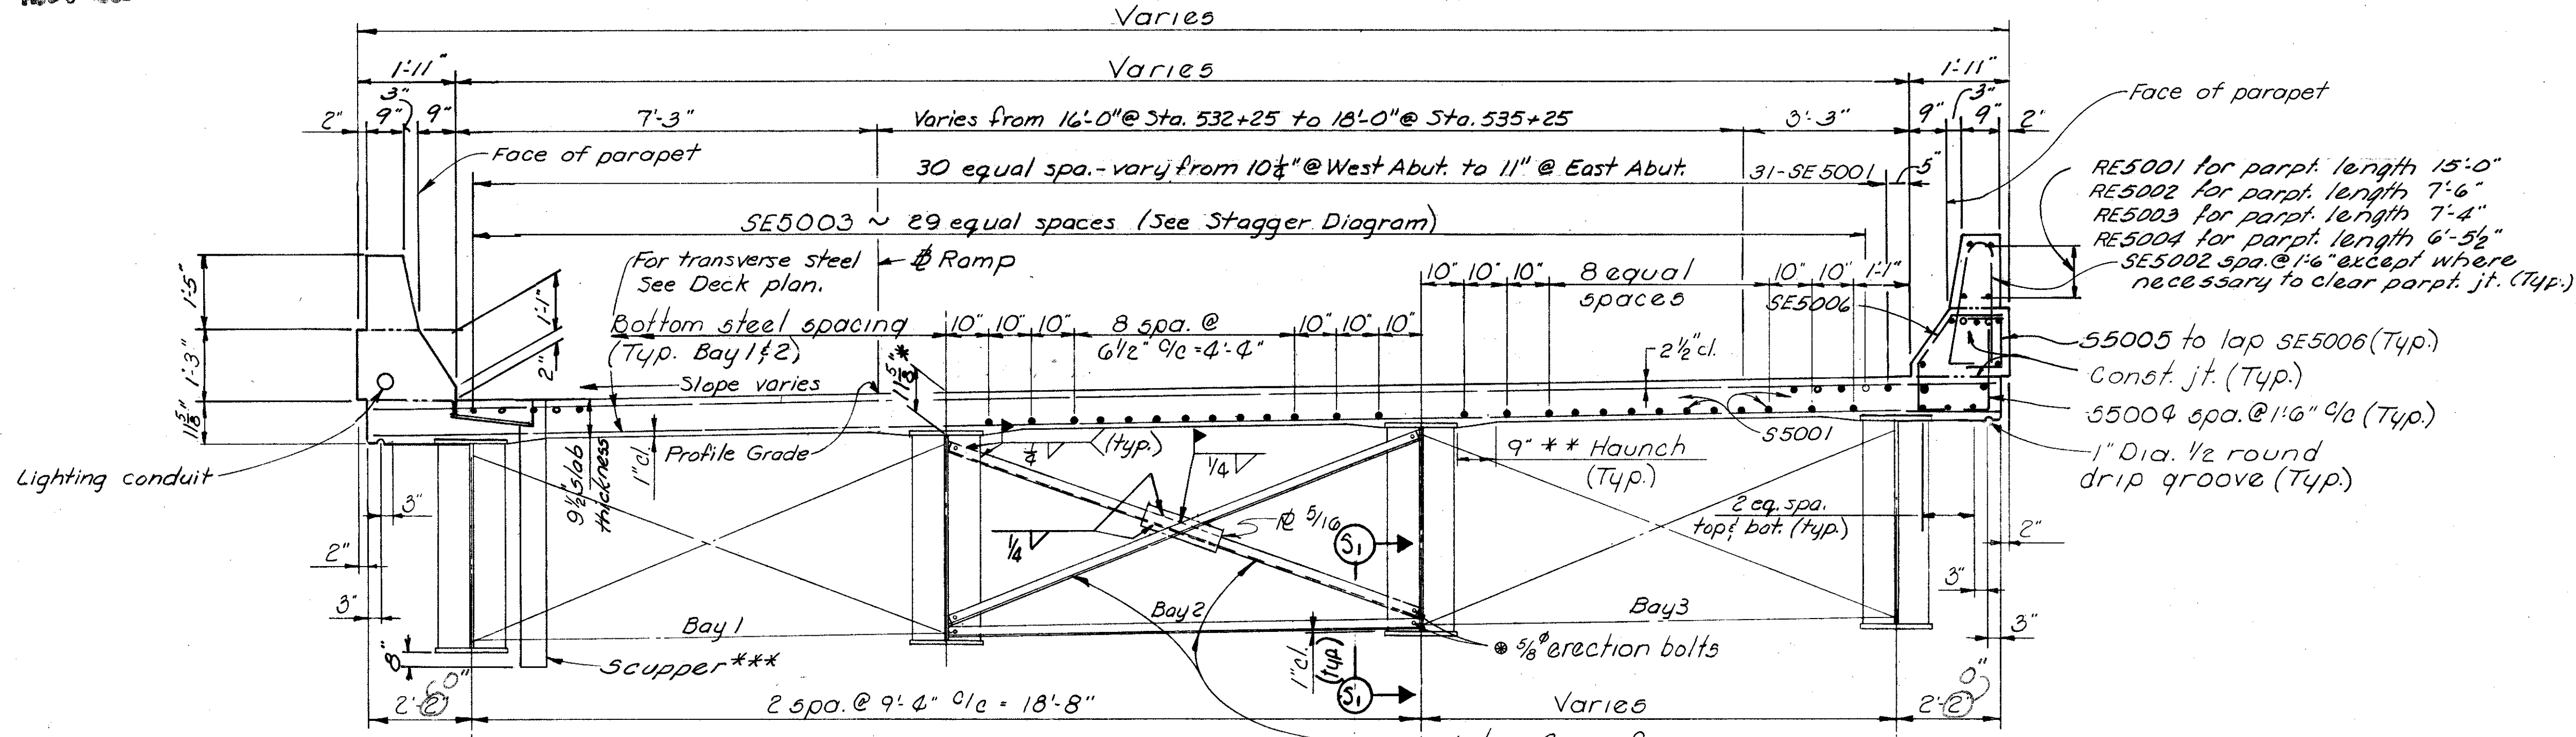 Varies
1'-11"
Varies
1'-11"
3"
3"
2"
9"
9"
7'-3"
Varies from 16'-0" @ Sta. 532+25 to 18'-0" @ Sta. 535+25
3'-3"
9"
9"
2"
Face of parapet
Face of parapet
30 equal spa. - vary from 10¼" @ West Abut. to 11" @ East Abut.
31-SE5001
5"
RE5001 for parpt. length 15'-0"
RE5002 for parpt. length 7'-6"
RE5003 for parpt. length 7'-4"
RE5004 for parpt. length 6'-5½"
SE5003 ~ 29 equal spaces (See Stagger Diagram)
SE5002 spa. @ 1'-6" except where
necessary to clear parpt. jt. (Typ.)
For transverse steel
See Deck plan.
Ramp
10" 10" 10"
8 equal
spaces
10" 10" 1'-1"
SE5006
1'-5"
1'-1"
Bottom steel spacing
(Typ. Bay 1 & 2)
10" 10" 10"
8 spa. @
6½" c/c = 4'-4"
10" 10" 10"
2½" cl.
S5005 to lap SE5006 (Typ.)
Const. jt. (Typ.)
1'-3"
2"
Slope varies
11⅝" *
S5004 spa. @ 1'-6" c/c (Typ.)
11⅝"
Lighting conduit
9½" Slab
thickness
1" cl.
Profile Grade
¼
(typ.)
¼
9" ** Haunch
(Typ.)
S5001
1" Dia. ½ round
drip groove (Typ.)
3"
¼
5/16
S1
2 eq. spa.
top & bot. (typ.)
2"
2"
3"
3"
3"
Bay 1
Bay 2
Bay 3
8"
Scupper ***
1" cl.
(typ)
⅝"ø erection bolts
S1
2'-2"
0"
2 spa. @ 9'-4" c/c = 18'-8"
Varies
2'-2"
0"